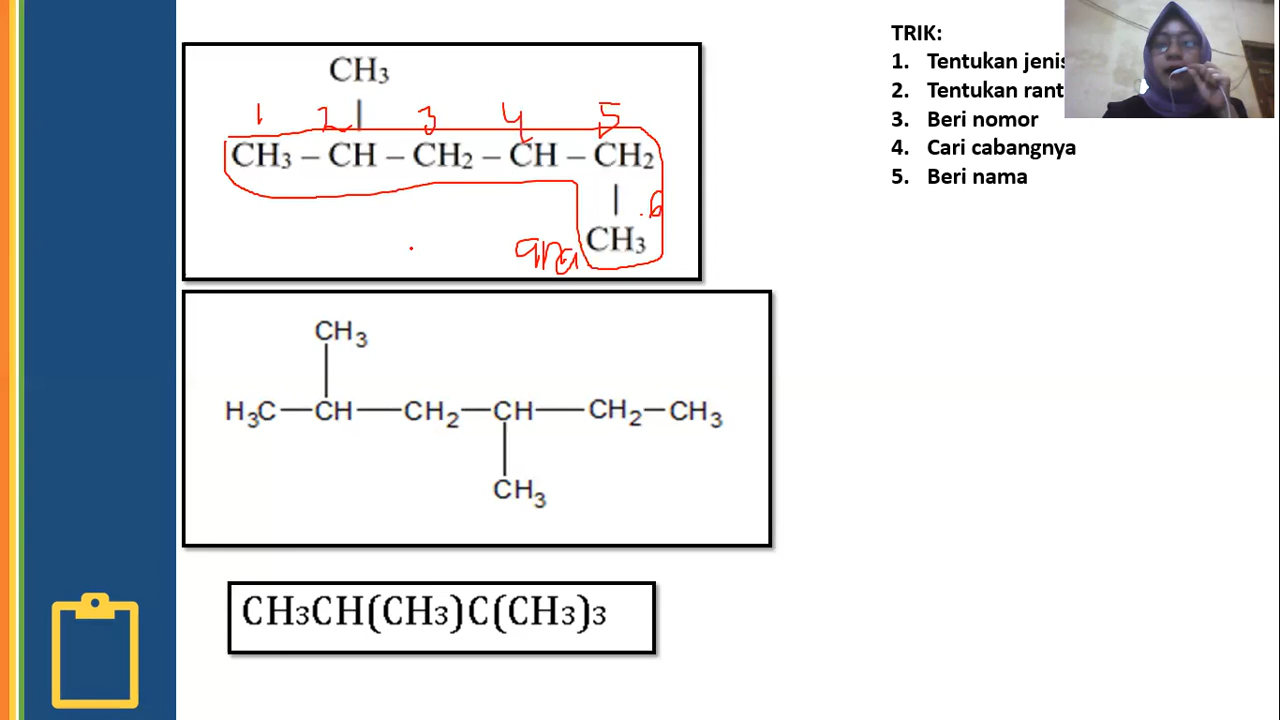 CH₃
1 2 3 4 5
CH₃ – CH – CH₂ – CH – CH₂
6
CH₃
CH₃
H₃C—CH—CH₂—CH—CH₂—CH₃
CH₃
CH₃CH(CH₃)C(CH₃)₃
TRIK:
1. Tentukan
2. Tentukan
3. Beri nomor
4. Cari cabangnya
5. Beri nama